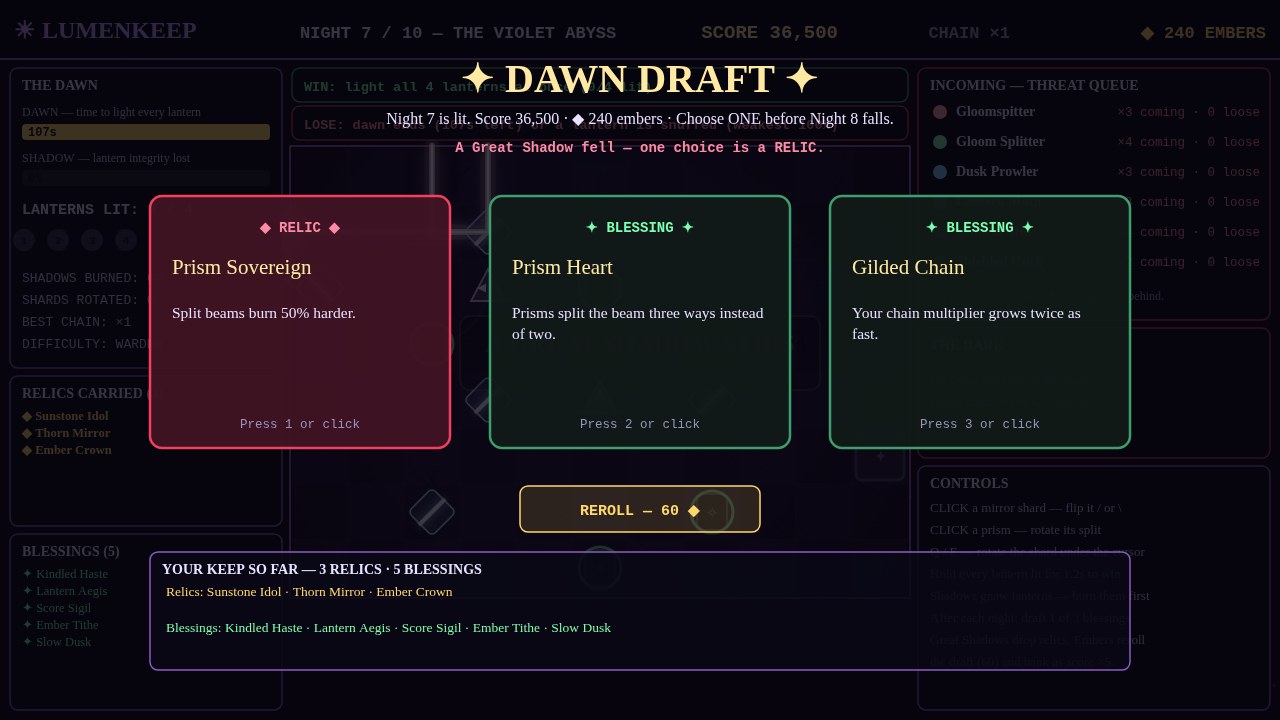 ☀ LUMENKEEP
NIGHT 7 / 10 — THE VIOLET ABYSS
SCORE 36,500
CHAIN ×1
◆ 240 EMBERS
✦ DAWN DRAFT ✦
Night 7 is lit. Score 36,500 · ◆ 240 embers · Choose ONE before Night 8 falls.
A Great Shadow fell — one choice is a RELIC.
THE DAWN
DAWN — time to light every lantern
107s
SHADOW — lantern integrity lost
LANTERNS LIT:
1 2 3 4
SHADOWS BURNED:
SHARDS ROTATED:
BEST CHAIN: ×1
DIFFICULTY:
RELICS CARRIED
◆ Sunstone Idol
◆ Thorn Mirror
◆ Ember Crown
BLESSINGS (5)
✦ Kindled Haste
✦ Lantern Aegis
✦ Score Sigil
✦ Ember Tithe
✦ Slow Dusk
WIN: light all 4 lanterns
◆ RELIC ◆
Prism Sovereign
Split beams burn 50% harder.
Press 1 or click
✦ BLESSING ✦
Prism Heart
Prisms split the beam three ways instead
of two.
Press 2 or click
✦ BLESSING ✦
Gilded Chain
Your chain multiplier grows twice as
fast.
Press 3 or click
REROLL — 60 ◆
YOUR KEEP SO FAR — 3 RELICS · 5 BLESSINGS
Relics: Sunstone Idol · Thorn Mirror · Ember Crown
Blessings: Kindled Haste · Lantern Aegis · Score Sigil · Ember Tithe · Slow Dusk
INCOMING — THREAT QUEUE
Gloomspitter ×3 coming · 0 loose
Gloom Splitter ×4 coming · 0 loose
Dusk Prowler ×3 coming · 0 loose
coming · 0 loose
coming · 0 loose
coming · 0 loose
behind.
CONTROLS
CLICK a mirror shard — flip it / or \
CLICK a prism — rotate its split